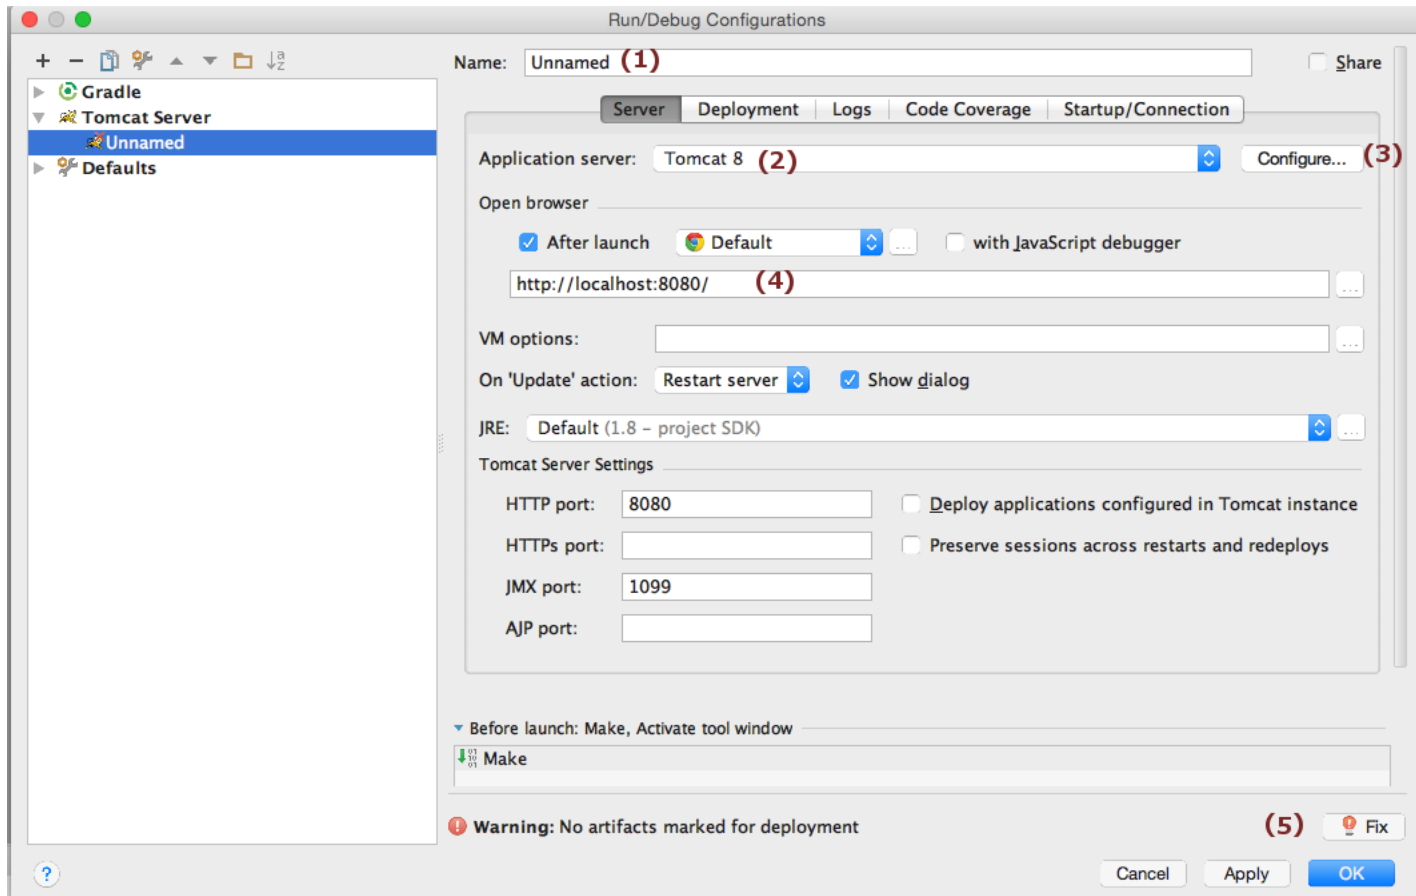 Run/Debug Configurations
Name: Unnamed (1) Share
Gradle
Tomcat Server
Unnamed
Defaults
Server Deployment Logs Code Coverage Startup/Connection
Application server: Tomcat 8 (2) Configure... (3)
Open browser
After launch Default ... with JavaScript debugger
http://localhost:8080/ (4) ...
VM options: ...
On 'Update' action: Restart server Show dialog
JRE: Default (1.8 – project SDK) ...
Tomcat Server Settings
HTTP port: 8080 Deploy applications configured in Tomcat instance
HTTPs port: Preserve sessions across restarts and redeploys
JMX port: 1099
AJP port:
Before launch: Make, Activate tool window
Make
Warning: No artifacts marked for deployment (5) Fix
? Cancel Apply OK